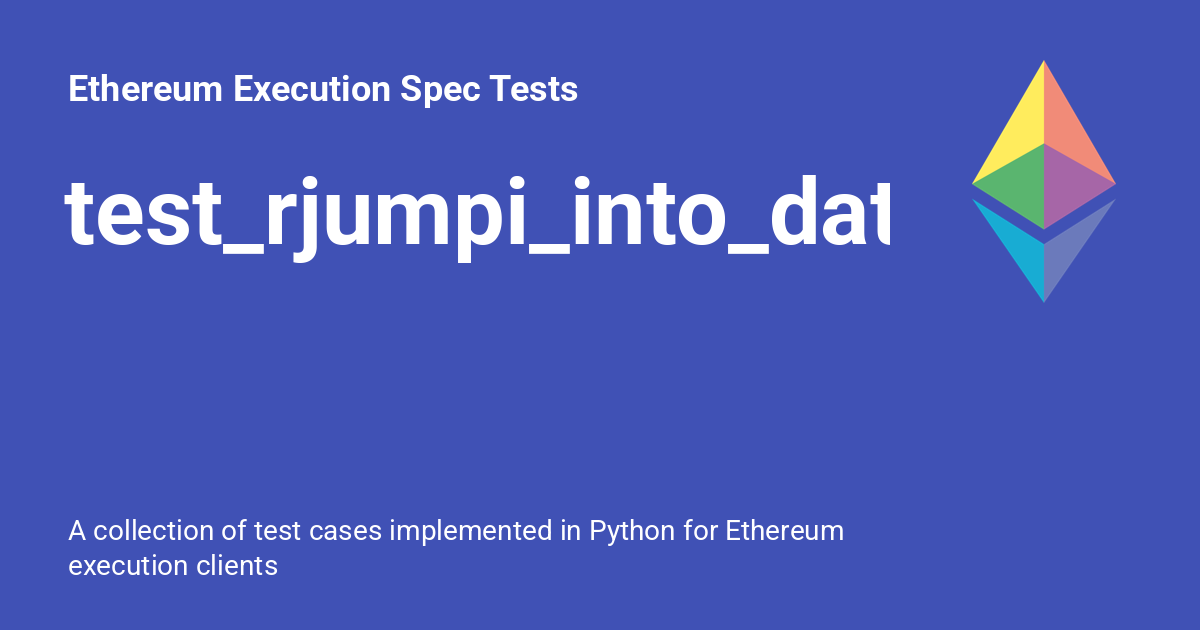 Ethereum Execution Spec Tests
test_rjumpi_into_dat
A collection of test cases implemented in Python for Ethereum
execution clients